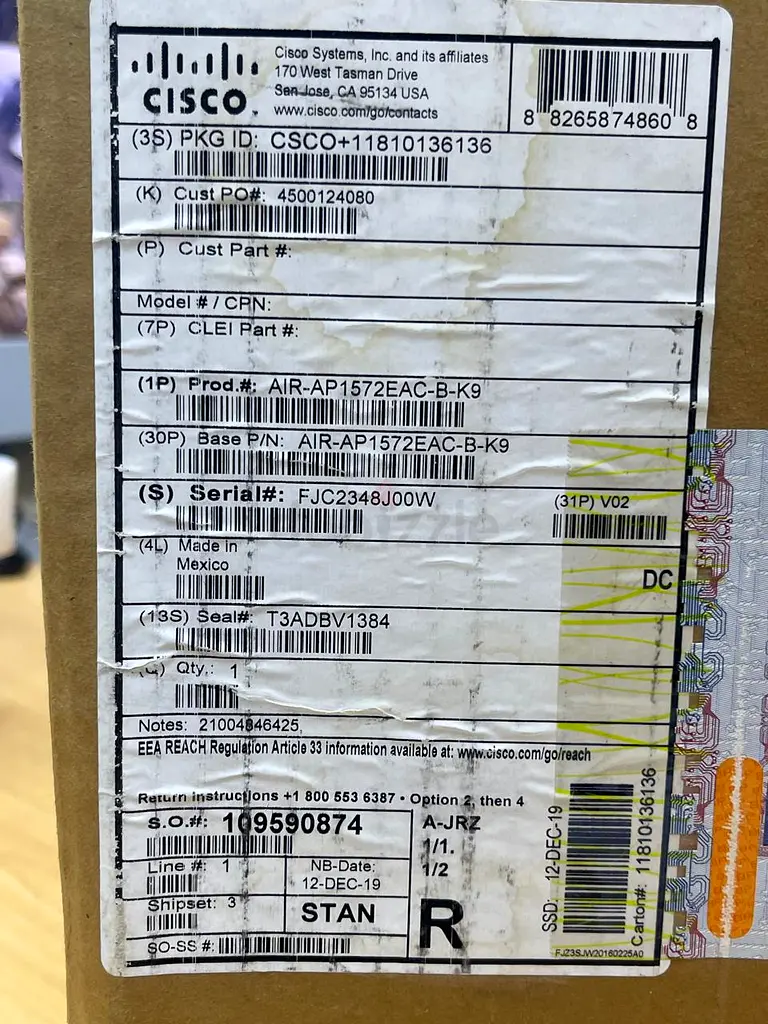 CISCO
Cisco Systems, Inc. and its affiliates
170 West Tasman Drive
San Jose, CA 95134 USA
www.cisco.com/go/contacts
8 8265874860 8
(3S) PKG ID: CSCO+11810136136
(K) Cust PO#: 4500124080
(P) Cust Part #:
Model # / CPN:
(7P) CLEI Part #:
(1P) Prod.#: AIR-AP1572EAC-B-K9
(30P) Base P/N: AIR-AP1572EAC-B-K9
(S) Serial#: FJC2348J00W
(31P) V02
(4L) Made in
Mexico
DC
(13S) Seal#: T3ADBV1384
(Q) Qty.: 1
Notes: 21004846425,
EEA REACH Regulation Article 33 information available at: www.cisco.com/go/reach
Return instructions +1 800 553 6387 • Option 2, then 4
S.O.#: 109590874
A-JRZ
1/1.
1/2
Line #: 1
NB-Date:
12-DEC-19
Shipset: 3
STAN
R
SO-SS #:
SSD: 12-DEC-19
Carton#: 11810136136
FJZ3SJW20160225A0